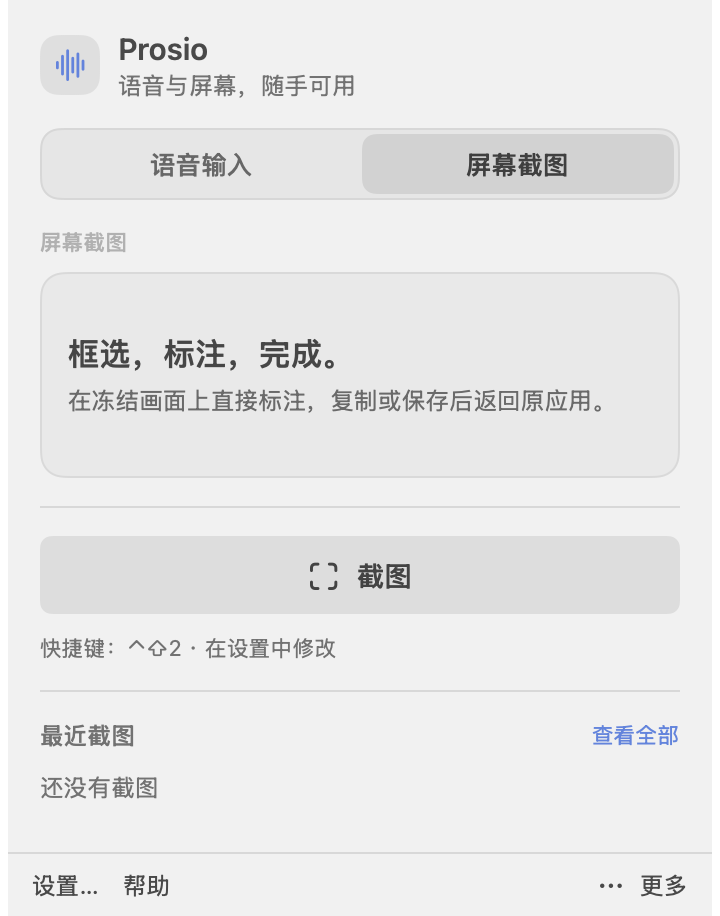 Prosio
语音与屏幕，随手可用
语音输入
屏幕截图
屏幕截图
框选，标注，完成。
在冻结画面上直接标注，复制或保存后返回原应用。
截图
快捷键：⌃⇧2 · 在设置中修改
最近截图
查看全部
还没有截图
设置...
帮助
··· 更多